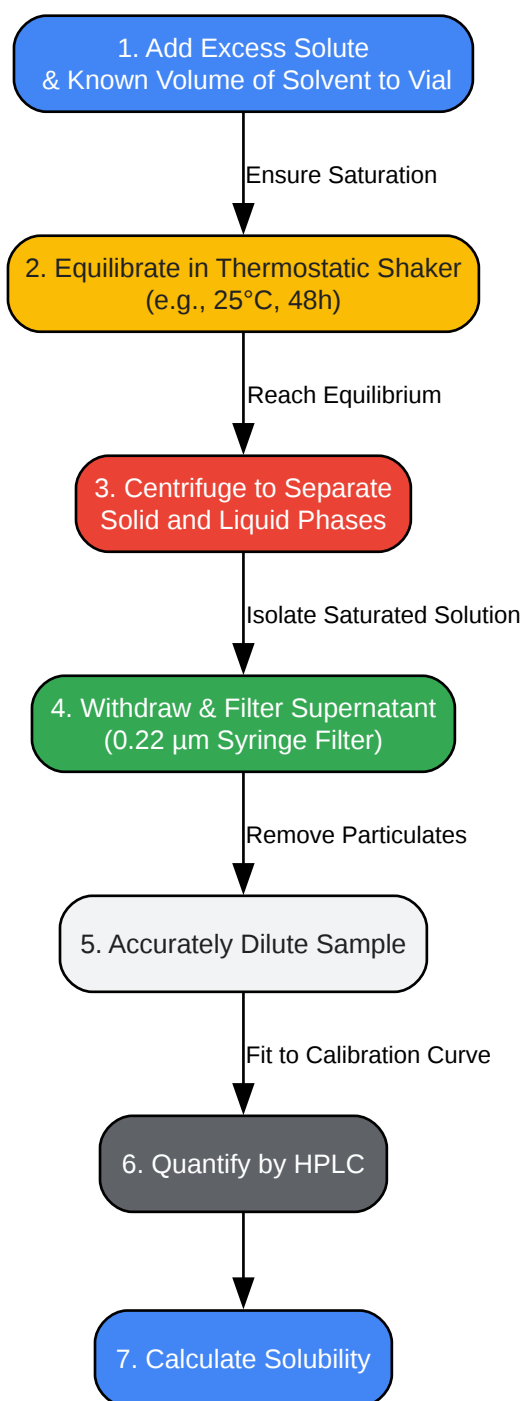 1. Add Excess Solute
& Known Volume of Solvent to Vial
Ensure Saturation
2. Equilibrate in Thermostatic Shaker
(e.g., 25°C, 48h)
Reach Equilibrium
3. Centrifuge to Separate
Solid and Liquid Phases
Isolate Saturated Solution
4. Withdraw & Filter Supernatant
(0.22 µm Syringe Filter)
Remove Particulates
5. Accurately Dilute Sample
Fit to Calibration Curve
6. Quantify by HPLC
7. Calculate Solubility